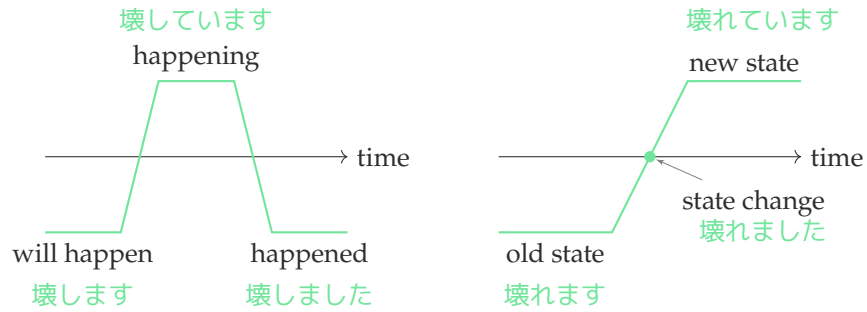 壊しています
happening
time
will happen
壊します
happened
壊しました
壊れています
new state
time
state change
壊れました
old state
壊れます